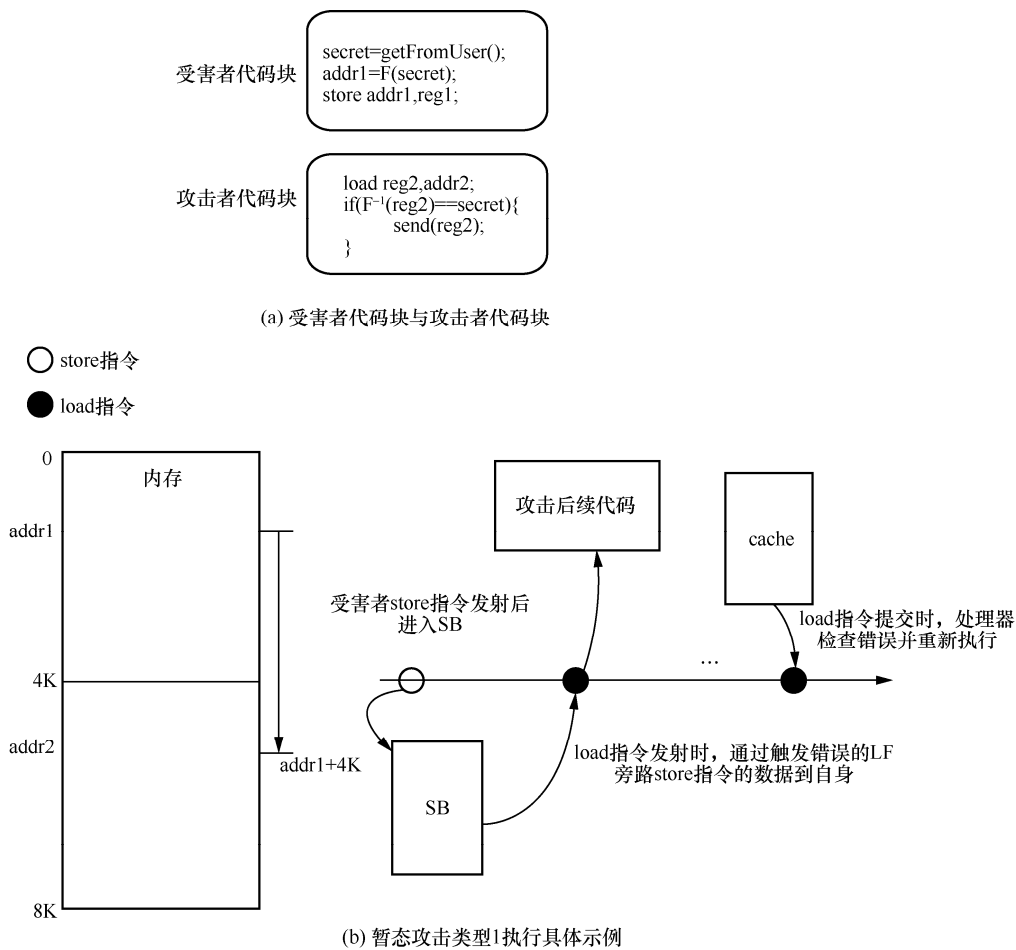 受害者代码块
secret=getFromUser();
addr1=F(secret);
store addr1,reg1;
攻击者代码块
load reg2,addr2;
if(F⁻¹(reg2)==secret){
send(reg2);
}
(a) 受害者代码块与攻击者代码块
store指令
load指令
0
内存
addr1
4K
addr2
addr1+4K
8K
受害者store指令发射后
进入SB
SB
攻击后续代码
cache
load指令提交时，处理器
检查错误并重新执行
…
load指令发射时，通过触发错误的LF
旁路store指令的数据到自身
(b) 暂态攻击类型1执行具体示例